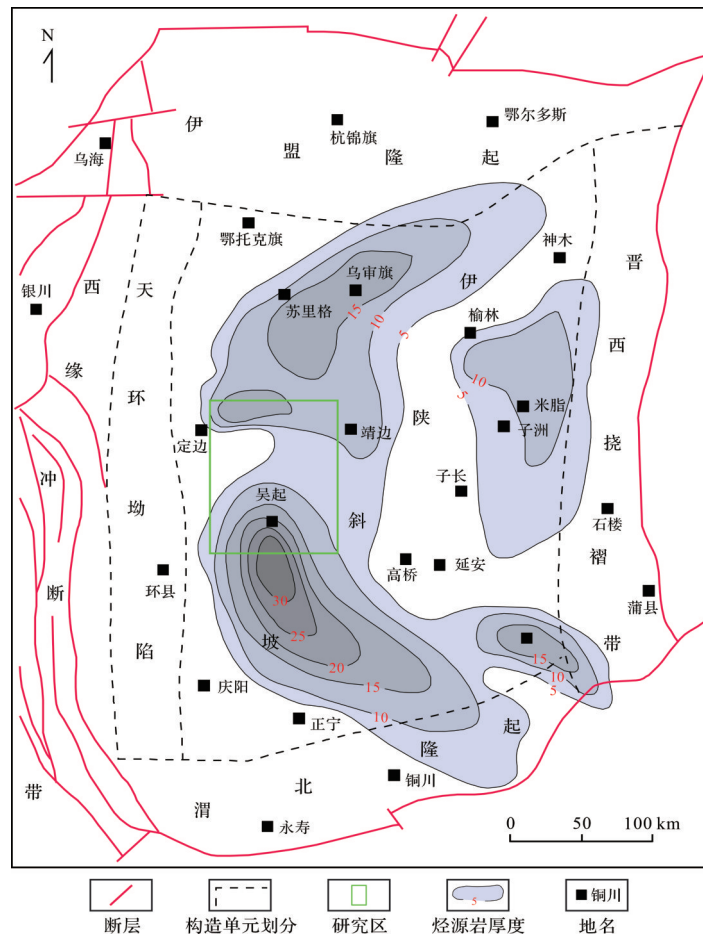 N
伊盟隆起
鄂尔多斯
杭锦旗
乌海
鄂托克旗
神木
银川
西缘冲断带
天环坳陷
伊陕斜坡
晋西挠褶带
乌审旗
苏里格
15
10
5
榆林
10
5
米脂
子洲
定边
靖边
子长
吴起
石楼
高桥
延安
环县
蒲县
30
25
20
15
10
15
10
5
庆阳
正宁
渭北隆起
铜川
永寿
0 50 100 km
5
铜川
断层 构造单元划分 研究区 烃源岩厚度 地名